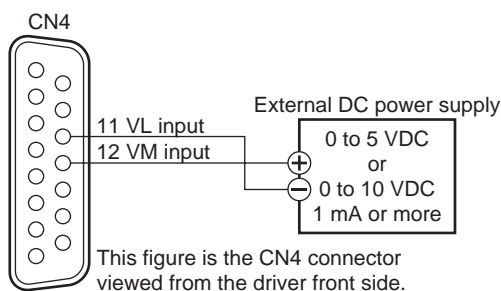 CN4
11 VL input
12 VM input
External DC power supply
0 to 5 VDC
or
0 to 10 VDC
1 mA or more
+
−
This figure is the CN4 connector
viewed from the driver front side.